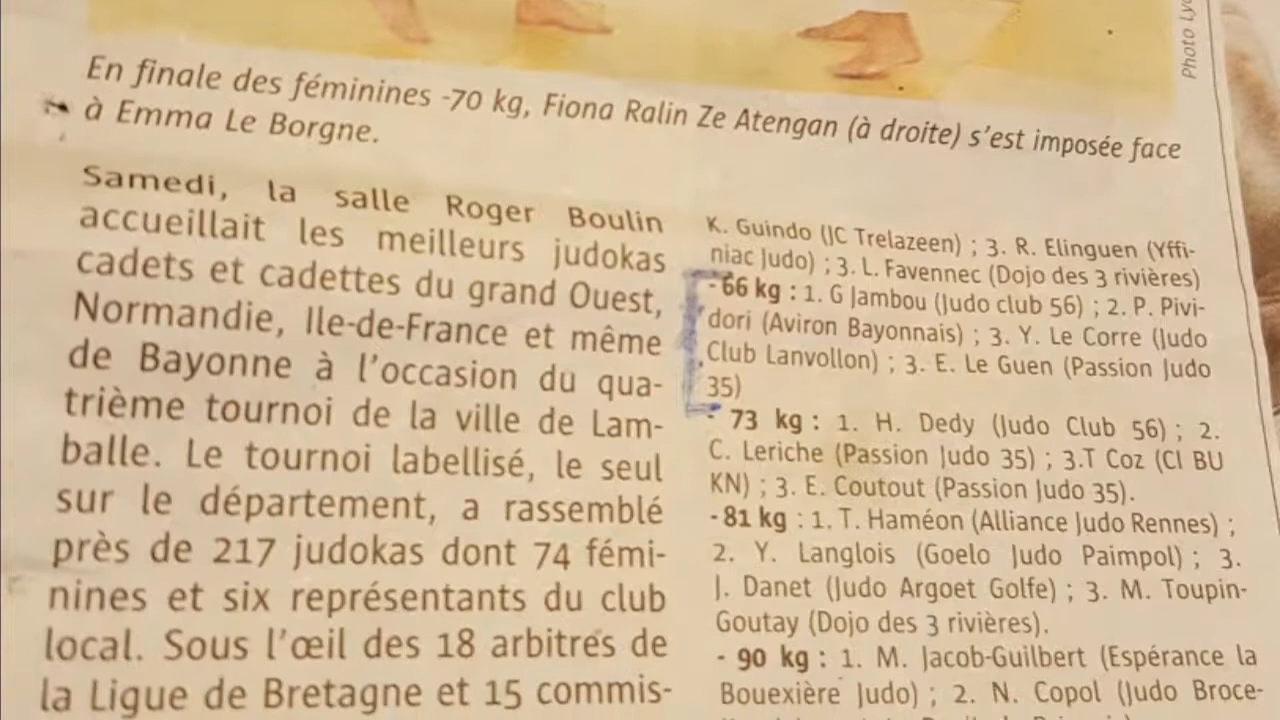 Photo Lyc
En finale des féminines -70 kg, Fiona Ralin Ze Atengan (à droite) s'est imposée face
à Emma Le Borgne.
Samedi, la salle Roger Boulin
accueillait les meilleurs judokas
cadets et cadettes du grand Ouest,
Normandie, Ile-de-France et même
de Bayonne à l'occasion du qua-
trième tournoi de la ville de Lam-
balle. Le tournoi labellisé, le seul
sur le département, a rassemblé
près de 217 judokas dont 74 fémi-
nines et six représentants du club
local. Sous l'œil des 18 arbitres de
la Ligue de Bretagne et 15 commis-
K. Guindo (JC Trelazeen) ; 3. R. Elinguen (Yffi-
niac Judo) ; 3. L. Favennec (Dojo des 3 rivières)
-66 kg : 1. G Jambou (Judo club 56) ; 2. P. Pivi-
dori (Aviron Bayonnais) ; 3. Y. Le Corre (Judo
Club Lanvollon) ; 3. E. Le Guen (Passion Judo
35)
- 73 kg : 1. H. Dedy (Judo Club 56) ; 2.
C. Leriche (Passion Judo 35) ; 3.T Coz (CI BU
KN) ; 3. E. Coutout (Passion Judo 35).
-81 kg : 1. T. Haméon (Alliance Judo Rennes) ;
2. Y. Langlois (Goelo Judo Paimpol) ; 3.
J. Danet (Judo Argoet Golfe) ; 3. M. Toupin-
Goutay (Dojo des 3 rivières).
- 90 kg : 1. M. Jacob-Guilbert (Espérance la
Bouexière Judo) ; 2. N. Copol (Judo Broce-